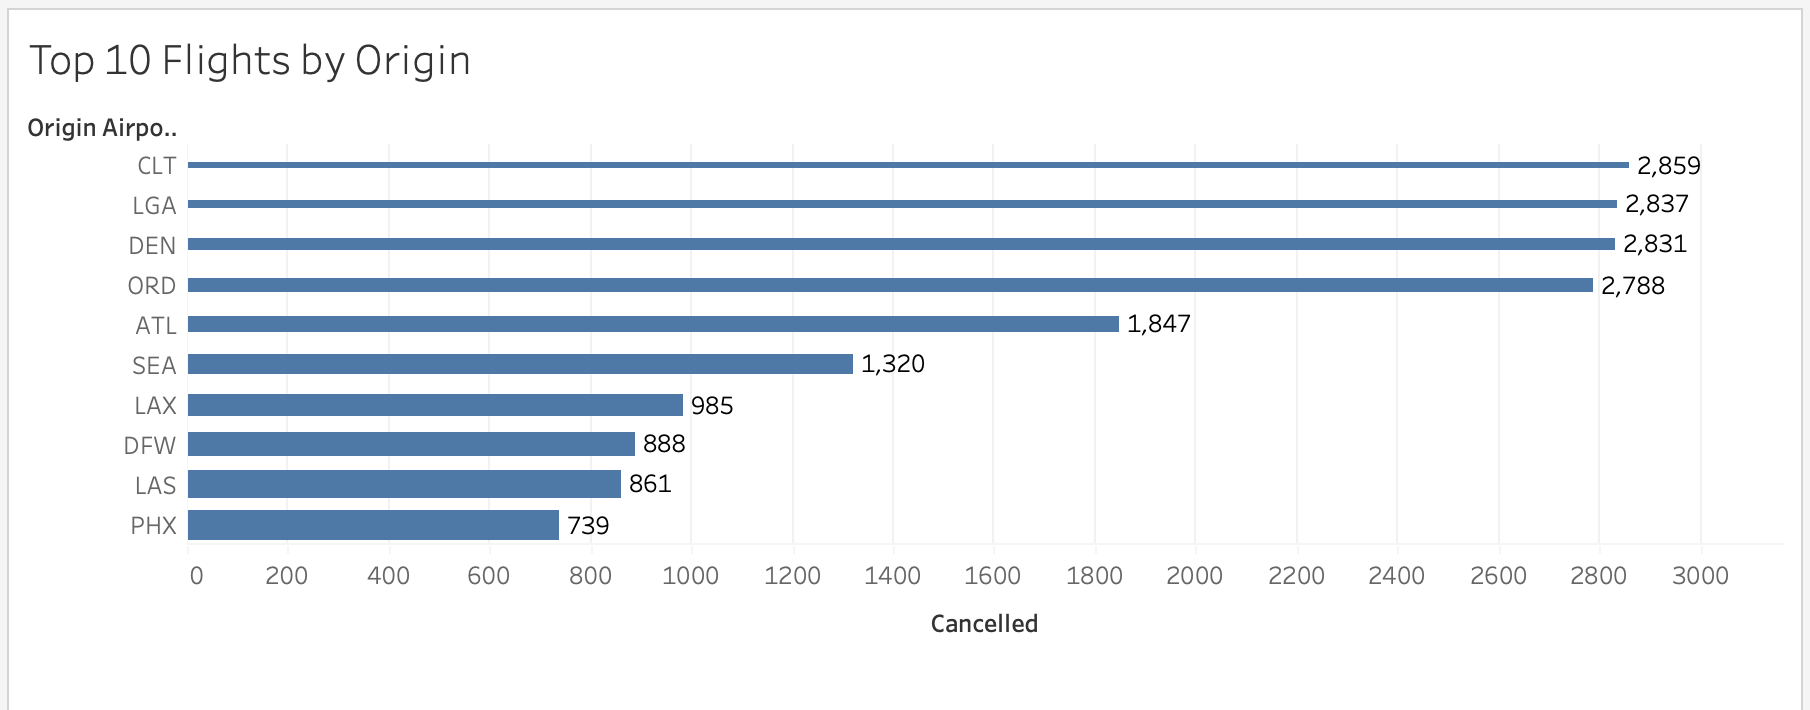 Top 10 Flights by Origin
Origin Airpo..
CLT 2,859
LGA 2,837
DEN 2,831
ORD 2,788
ATL 1,847
SEA 1,320
LAX 985
DFW 888
LAS 861
PHX 739
0 200 400 600 800 1000 1200 1400 1600 1800 2000 2200 2400 2600 2800 3000
Cancelled